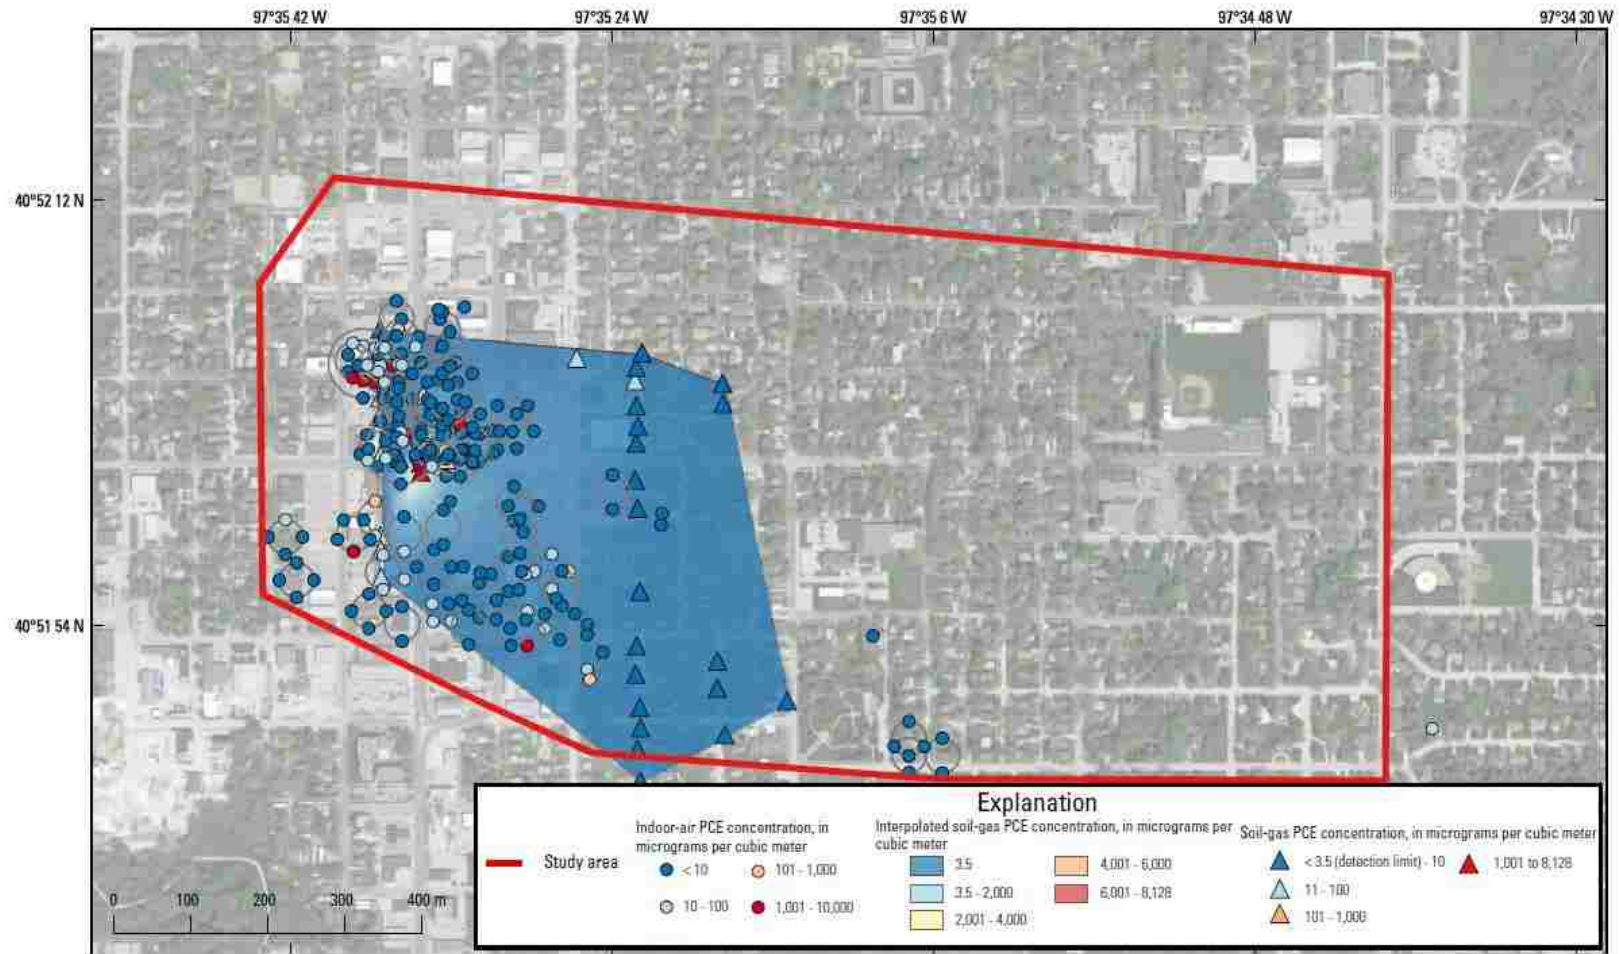 97°35 42 W 97°35 24 W 97°35 6 W 97°34 48 W 97°34 30 W
40°52 12 N
40°51 54 N
Explanation
Study area
Indoor-air PCE concentration, in
micrograms per cubic meter
< 10
101 - 1,000
10 - 100
1,001 - 10,000
Interpolated soil-gas PCE concentration, in micrograms per
cubic meter
3.5
4,001 - 6,000
3.5 - 2,000
6,001 - 8,128
2,001 - 4,000
Soil-gas PCE concentration, in micrograms per cubic meter
< 3.5 (detection limit) - 10
1,001 to 8,128
11 - 100
101 - 1,000
0 100 200 300 400 m